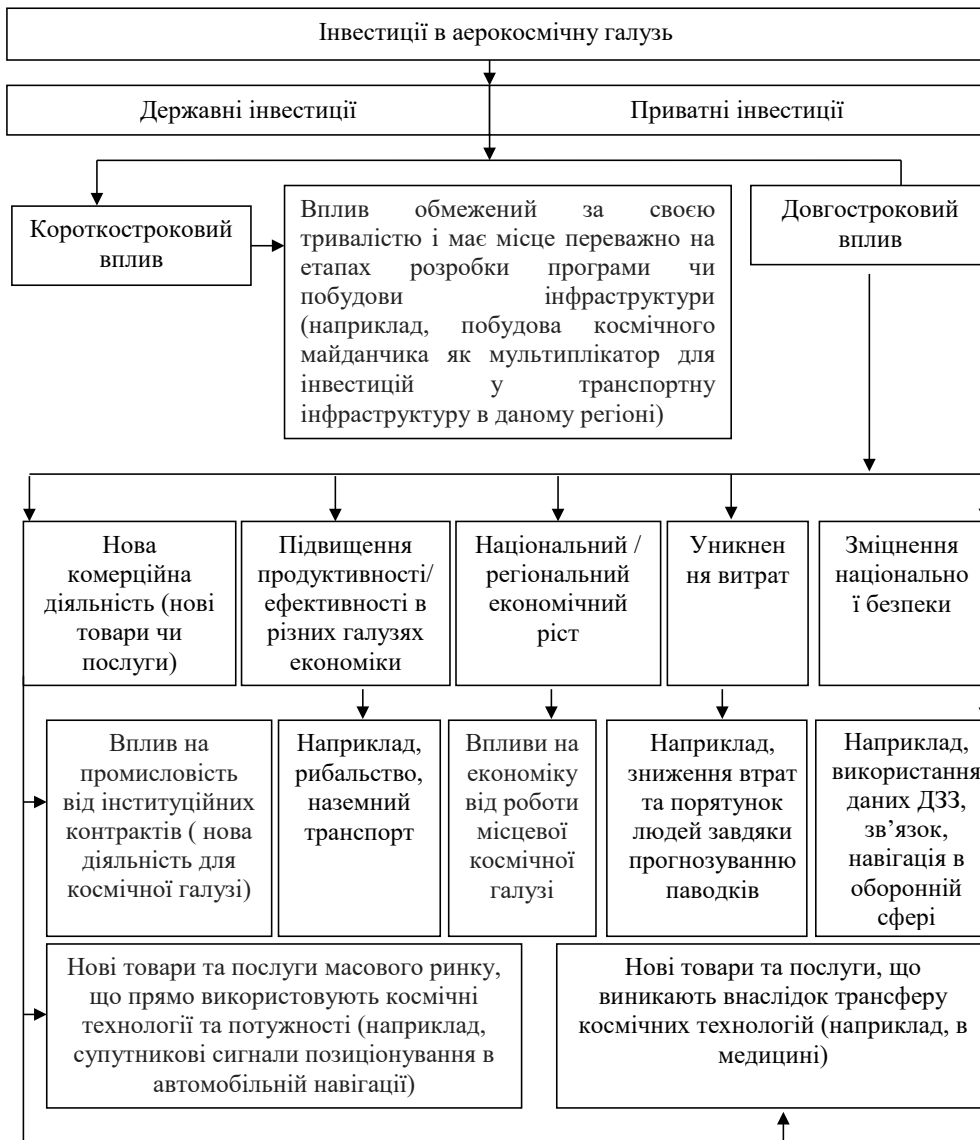 Інвестиції в аерокосмічну галузь
Державні інвестиції
Приватні інвестиції
Короткостроковий
вплив
Вплив обмежений за своєю
тривалістю і має місце переважно на
етапах розробки програми чи
побудови інфраструктури
(наприклад, побудова космічного
майданчика як мультиплікатор для
інвестицій у транспортну
інфраструктуру в даному регіоні)
Довгостроковий
вплив
Нова
комерційна
діяльність (нові
товари чи
послуги)
Підвищення
продуктивності/
ефективності в
різних галузях
економіки
Національний /
регіональний
економічний
ріст
Уникнен
ня витрат
Зміцнення
національно
ї безпеки
Вплив на
промисловість
від інституційних
контрактів ( нова
діяльність для
космічної галузі)
Наприклад,
рибальство,
наземний
транспорт
Впливи на
економіку
від роботи
місцевої
космічної
галузі
Наприклад,
зниження втрат
та порятунок
людей завдяки
прогнозуванню
паводків
Наприклад,
використання
даних ДЗЗ,
зв’язок,
навігація в
оборонній
сфері
Нові товари та послуги масового ринку,
що прямо використовують космічні
технології та потужності (наприклад,
супутникові сигнали позиціонування в
автомобільній навігації)
Нові товари та послуги, що
виникають внаслідок трансферу
космічних технологій (наприклад, в
медицині)